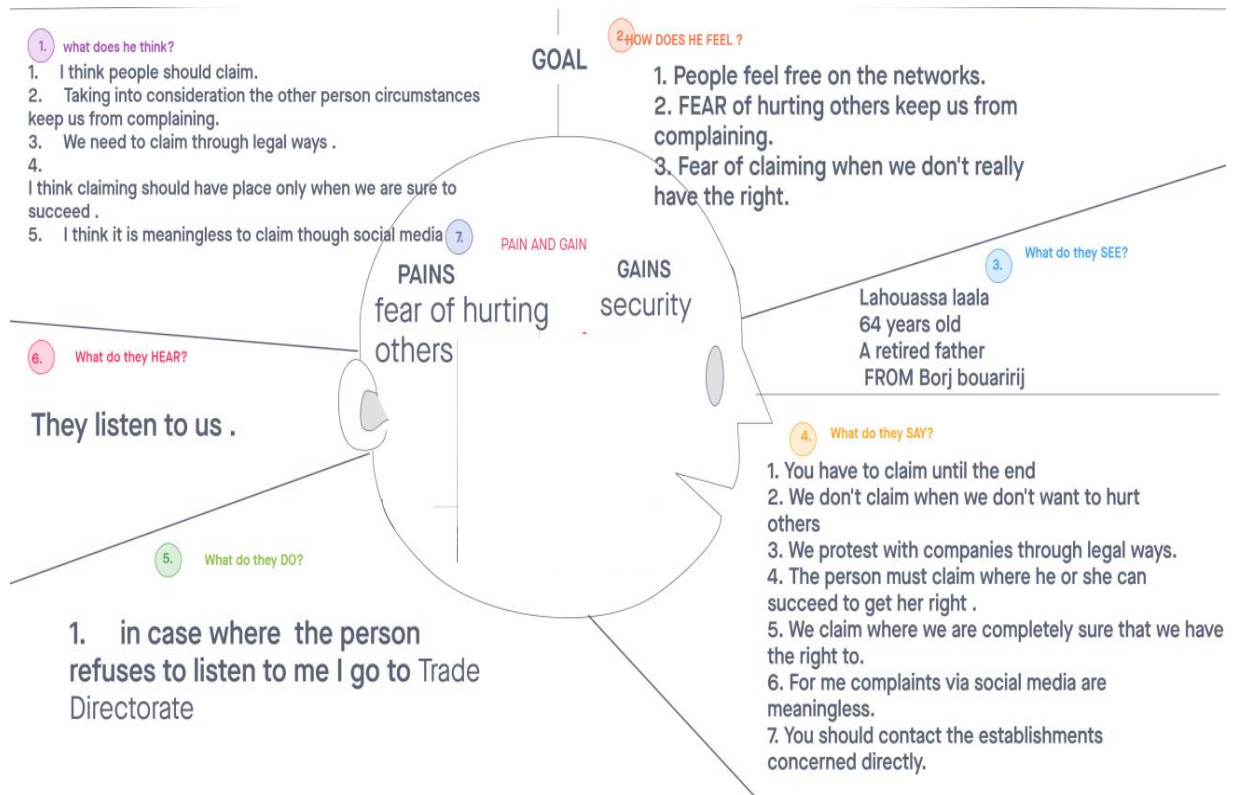 1. what does he think?
1. I think people should claim.
2. Taking into consideration the other person circumstances
keep us from complaining.
3. We need to claim through legal ways .
4.
I think claiming should have place only when we are sure to
succeed .
5. I think it is meaningless to claim though social media
GOAL
2. HOW DOES HE FEEL ?
1. People feel free on the networks.
2. FEAR of hurting others keep us from
complaining.
3. Fear of claiming when we don't really
have the right.
7. PAIN AND GAIN
PAINS
fear of hurting
others
GAINS
security
3. What do they SEE?
Lahouassa laala
64 years old
A retired father
FROM Borj bouaririj
6. What do they HEAR?
They listen to us .
4. What do they SAY?
1. You have to claim until the end
2. We don't claim when we don't want to hurt
others
3. We protest with companies through legal ways.
4. The person must claim where he or she can
succeed to get her right .
5. We claim where we are completely sure that we have
the right to.
6. For me complaints via social media are
meaningless.
7. You should contact the establishments
concerned directly.
5. What do they DO?
1. in case where the person
refuses to listen to me I go to Trade
Directorate